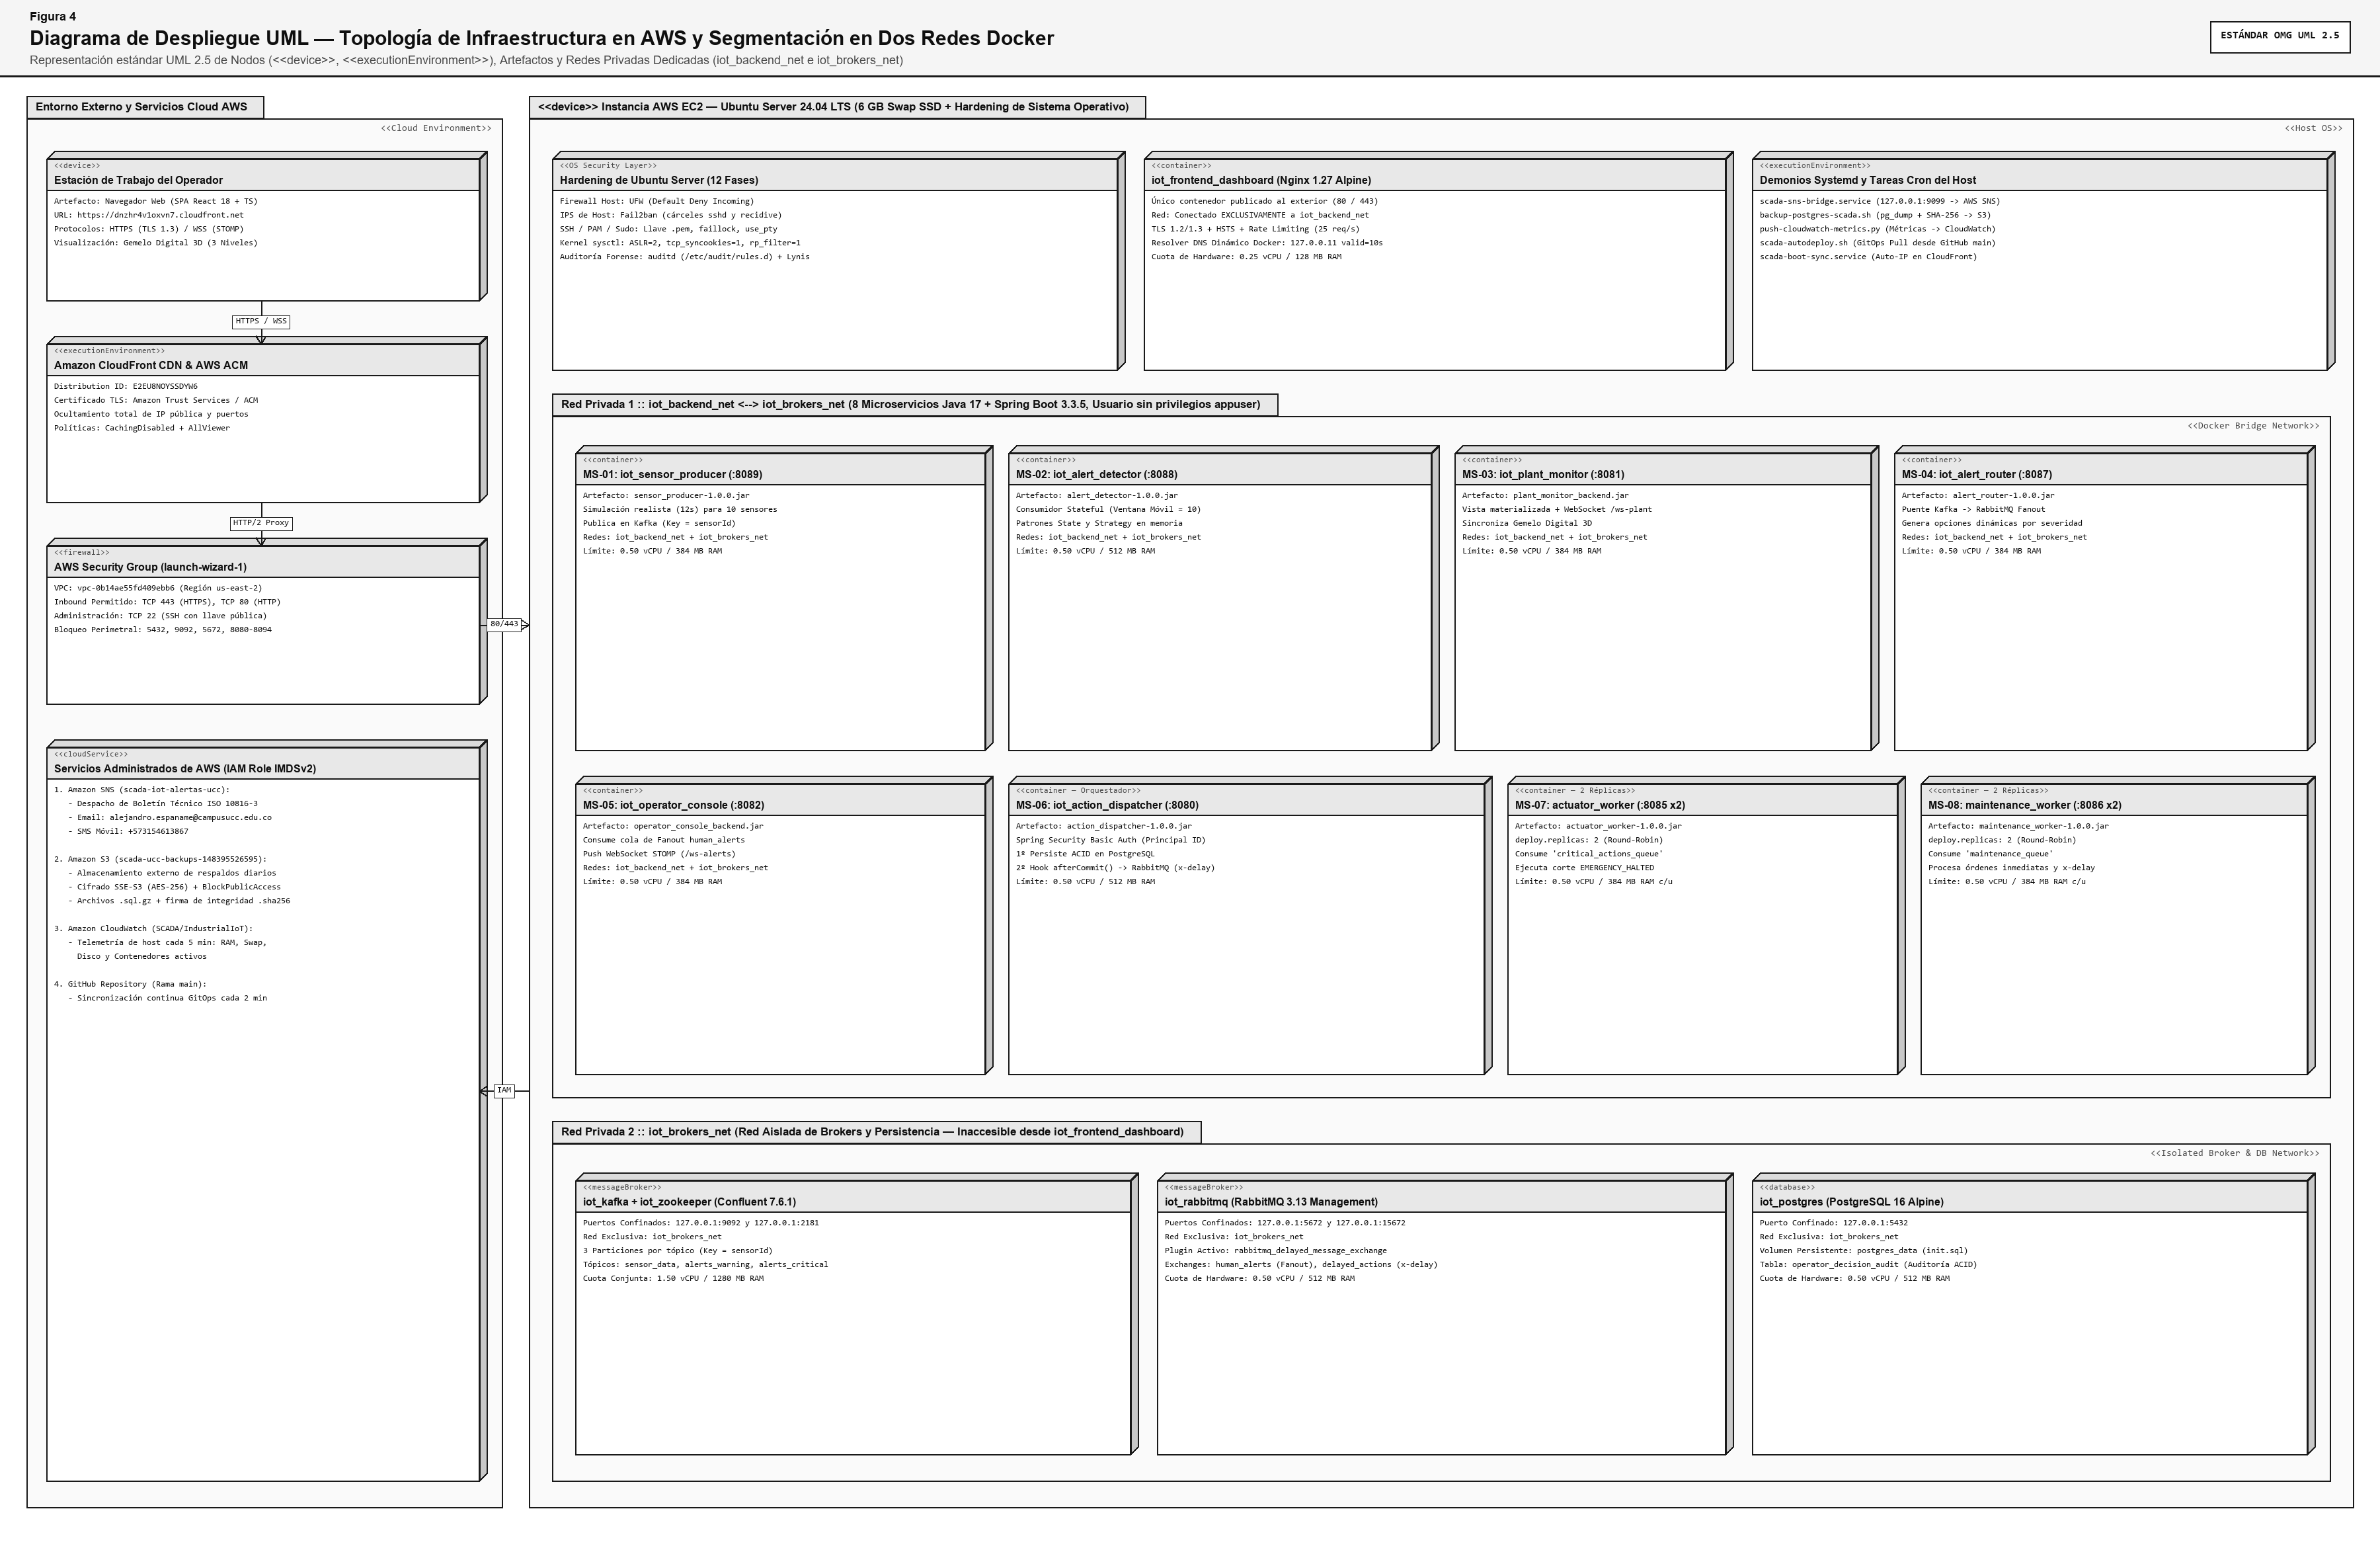 Figura 4
Diagrama de Despliegue UML — Topología de Infraestructura en AWS y Segmentación en Dos Redes Docker
Representación estándar UML 2.5 de Nodos (<<device>>, <<executionEnvironment>>), Artefactos y Redes Privadas Dedicadas (iot_backend_net e iot_brokers_net)
ESTÁNDAR OMG UML 2.5
Entorno Externo y Servicios Cloud AWS
<<Cloud Environment>>
<<device>>
Estación de Trabajo del Operador
Artefacto: Navegador Web (SPA React 18 + TS)
URL: https://dnzhr4v1oxvn7.cloudfront.net
Protocolos: HTTPS (TLS 1.3) / WSS (STOMP)
Visualización: Gemelo Digital 3D (3 Niveles)
HTTPS / WSS
<<executionEnvironment>>
Amazon CloudFront CDN & AWS ACM
Distribution ID: E2EU8NOYSSDYW6
Certificado TLS: Amazon Trust Services / ACM
Ocultamiento total de IP pública y puertos
Políticas: CachingDisabled + AllViewer
HTTP/2 Proxy
<<firewall>>
AWS Security Group (launch-wizard-1)
VPC: vpc-0b14ae55fd409ebb6 (Región us-east-2)
Inbound Permitido: TCP 443 (HTTPS), TCP 80 (HTTP)
Administración: TCP 22 (SSH con llave pública)
Bloqueo Perimetral: 5432, 9092, 5672, 8080-8094
80/443
<<cloudService>>
Servicios Administrados de AWS (IAM Role IMDSv2)
1. Amazon SNS (scada-iot-alertas-ucc):
- Despacho de Boletín Técnico ISO 10816-3
- Email: alejandro.espaname@campusucc.edu.co
- SMS Móvil: +573154613867
2. Amazon S3 (scada-ucc-backups-148395526595):
- Almacenamiento externo de respaldos diarios
- Cifrado SSE-S3 (AES-256) + BlockPublicAccess
- Archivos .sql.gz + firma de integridad .sha256
3. Amazon CloudWatch (SCADA/IndustrialIoT):
- Telemetría de host cada 5 min: RAM, Swap,
Disco y Contenedores activos
4. GitHub Repository (Rama main):
- Sincronización continua GitOps cada 2 min
IAM
<<device>> Instancia AWS EC2 — Ubuntu Server 24.04 LTS (6 GB Swap SSD + Hardening de Sistema Operativo)
<<Host OS>>
<<OS Security Layer>>
Hardening de Ubuntu Server (12 Fases)
Firewall Host: UFW (Default Deny Incoming)
IPS de Host: Fail2ban (cárceles sshd y recidive)
SSH / PAM / Sudo: Llave .pem, faillock, use_pty
Kernel sysctl: ASLR=2, tcp_syncookies=1, rp_filter=1
Auditoría Forense: auditd (/etc/audit/rules.d) + Lynis
<<container>>
iot_frontend_dashboard (Nginx 1.27 Alpine)
Único contenedor publicado al exterior (80 / 443)
Red: Conectado EXCLUSIVAMENTE a iot_backend_net
TLS 1.2/1.3 + HSTS + Rate Limiting (25 req/s)
Resolver DNS Dinámico Docker: 127.0.0.11 valid=10s
Cuota de Hardware: 0.25 vCPU / 128 MB RAM
<<executionEnvironment>>
Demonios Systemd y Tareas Cron del Host
scada-sns-bridge.service (127.0.0.1:9099 -> AWS SNS)
backup-postgres-scada.sh (pg_dump + SHA-256 -> S3)
push-cloudwatch-metrics.py (Métricas -> CloudWatch)
scada-autodeploy.sh (GitOps Pull desde GitHub main)
scada-boot-sync.service (Auto-IP en CloudFront)
Red Privada 1 :: iot_backend_net <--> iot_brokers_net (8 Microservicios Java 17 + Spring Boot 3.3.5, Usuario sin privilegios appuser)
<<Docker Bridge Network>>
<<container>>
MS-01: iot_sensor_producer (:8089)
Artefacto: sensor_producer-1.0.0.jar
Simulación realista (12s) para 10 sensores
Publica en Kafka (Key = sensorId)
Redes: iot_backend_net + iot_brokers_net
Límite: 0.50 vCPU / 384 MB RAM
<<container>>
MS-02: iot_alert_detector (:8088)
Artefacto: alert_detector-1.0.0.jar
Consumidor Stateful (Ventana Móvil = 10)
Patrones State y Strategy en memoria
Redes: iot_backend_net + iot_brokers_net
Límite: 0.50 vCPU / 512 MB RAM
<<container>>
MS-03: iot_plant_monitor (:8081)
Artefacto: plant_monitor_backend.jar
Vista materializada + WebSocket /ws-plant
Sincroniza Gemelo Digital 3D
Redes: iot_backend_net + iot_brokers_net
Límite: 0.50 vCPU / 384 MB RAM
<<container>>
MS-04: iot_alert_router (:8087)
Artefacto: alert_router-1.0.0.jar
Puente Kafka -> RabbitMQ Fanout
Genera opciones dinámicas por severidad
Redes: iot_backend_net + iot_brokers_net
Límite: 0.50 vCPU / 384 MB RAM
<<container>>
MS-05: iot_operator_console (:8082)
Artefacto: operator_console_backend.jar
Consume cola de Fanout human_alerts
Push WebSocket STOMP (/ws-alerts)
Redes: iot_backend_net + iot_brokers_net
Límite: 0.50 vCPU / 384 MB RAM
<<container — Orquestador>>
MS-06: iot_action_dispatcher (:8080)
Artefacto: action_dispatcher-1.0.0.jar
Spring Security Basic Auth (Principal ID)
1º Persiste ACID en PostgreSQL
2º Hook afterCommit() -> RabbitMQ (x-delay)
Límite: 0.50 vCPU / 512 MB RAM
<<container — 2 Réplicas>>
MS-07: actuator_worker (:8085 x2)
Artefacto: actuator_worker-1.0.0.jar
deploy.replicas: 2 (Round-Robin)
Consume 'critical_actions_queue'
Ejecuta corte EMERGENCY_HALTED
Límite: 0.50 vCPU / 384 MB RAM c/u
<<container — 2 Réplicas>>
MS-08: maintenance_worker (:8086 x2)
Artefacto: maintenance_worker-1.0.0.jar
deploy.replicas: 2 (Round-Robin)
Consume 'maintenance_queue'
Procesa órdenes inmediatas y x-delay
Límite: 0.50 vCPU / 384 MB RAM c/u
Red Privada 2 :: iot_brokers_net (Red Aislada de Brokers y Persistencia — Inaccesible desde iot_frontend_dashboard)
<<Isolated Broker & DB Network>>
<<messageBroker>>
iot_kafka + iot_zookeeper (Confluent 7.6.1)
Puertos Confinados: 127.0.0.1:9092 y 127.0.0.1:2181
Red Exclusiva: iot_brokers_net
3 Particiones por tópico (Key = sensorId)
Tópicos: sensor_data, alerts_warning, alerts_critical
Cuota Conjunta: 1.50 vCPU / 1280 MB RAM
<<messageBroker>>
iot_rabbitmq (RabbitMQ 3.13 Management)
Puertos Confinados: 127.0.0.1:5672 y 127.0.0.1:15672
Red Exclusiva: iot_brokers_net
Plugin Activo: rabbitmq_delayed_message_exchange
Exchanges: human_alerts (Fanout), delayed_actions (x-delay)
Cuota de Hardware: 0.50 vCPU / 512 MB RAM
<<database>>
iot_postgres (PostgreSQL 16 Alpine)
Puerto Confinado: 127.0.0.1:5432
Red Exclusiva: iot_brokers_net
Volumen Persistente: postgres_data (init.sql)
Tabla: operator_decision_audit (Auditoría ACID)
Cuota de Hardware: 0.50 vCPU / 512 MB RAM